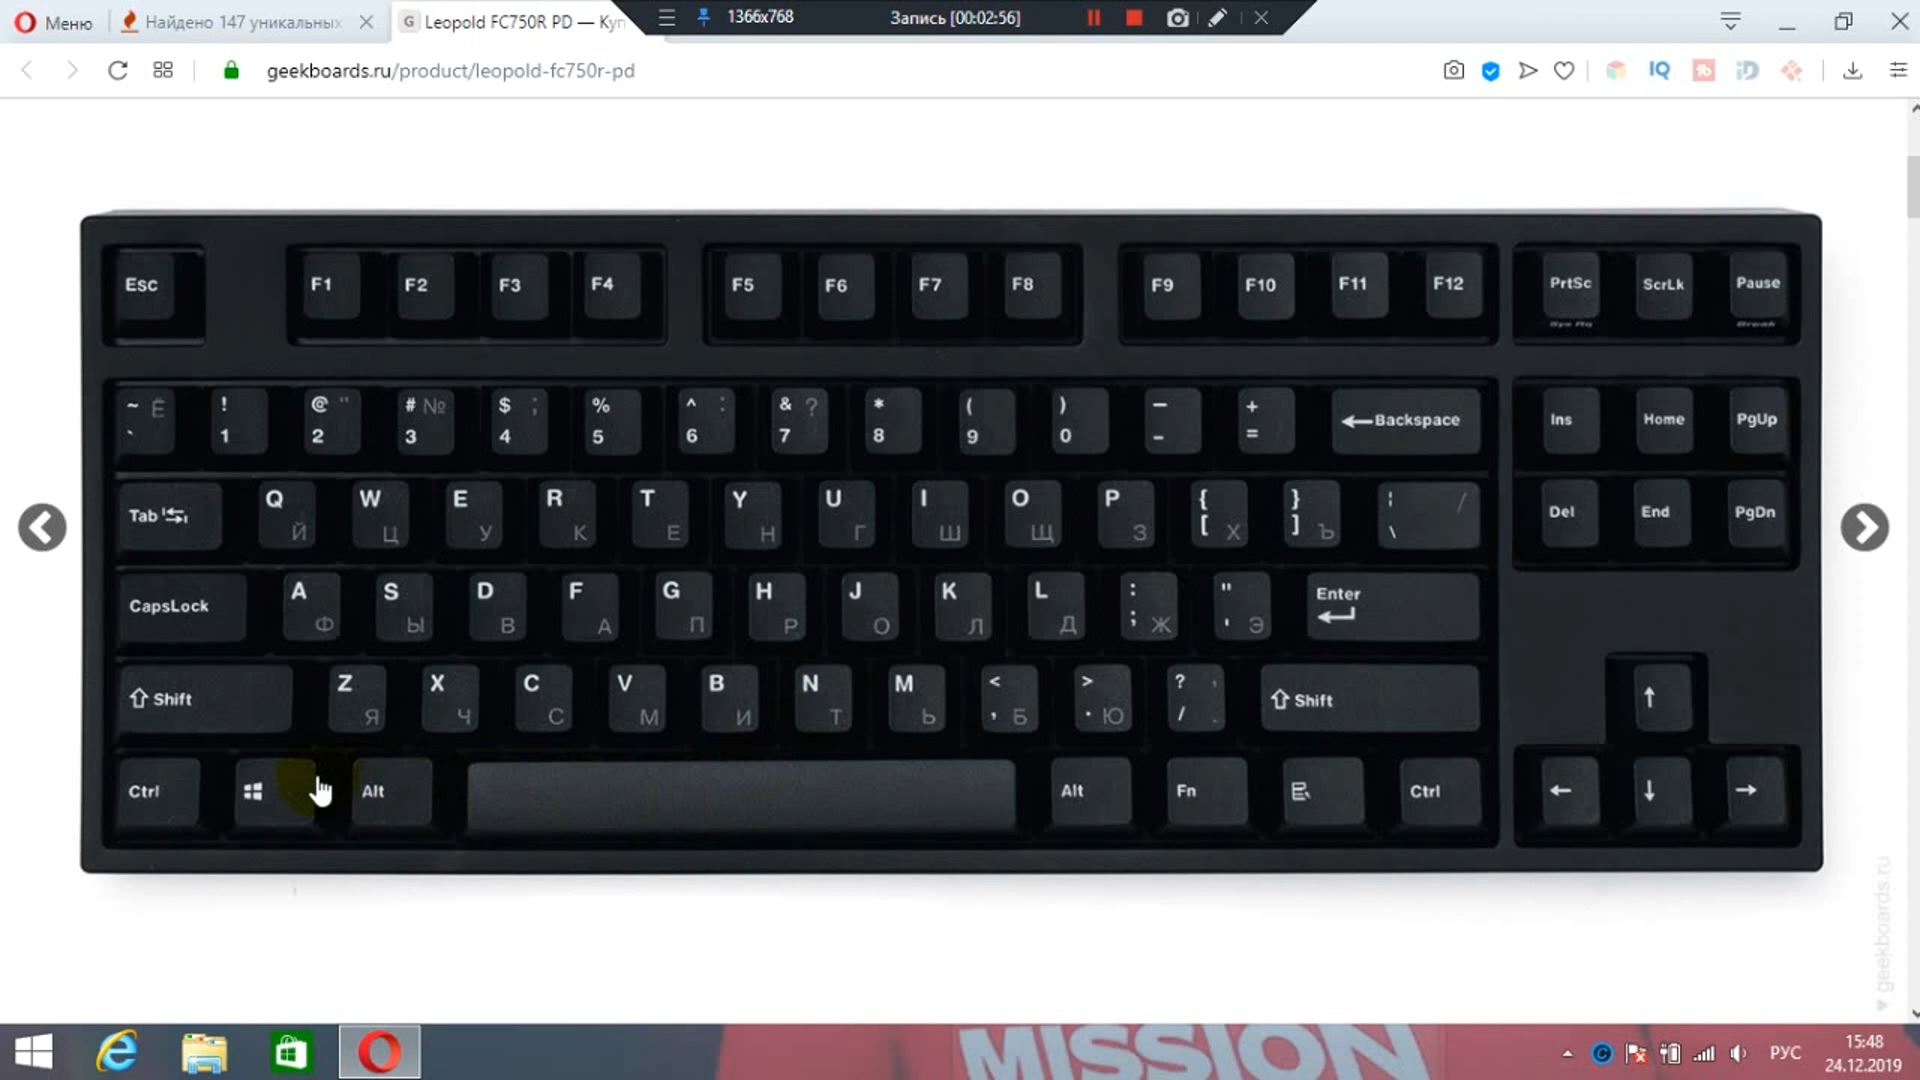 Меню
Найдено 147 уникальных
Leopold FC750R PD — Куп
1366x768
Запись [00:02:56]
geekboards.ru/product/leopold-fc750r-pd
Esc F1 F2 F3 F4 F5 F6 F7 F8 F9 F10 F11 F12 PrtSc ScrLk Pause
Sys Rq Break
~ Ё ! @ " # № $ ; % ^ : & ? * ( ) — +
` 1 2 3 4 5 6 7 8 9 0 - = Backspace Ins Home PgUp
Tab Q W E R T Y U I O P { } ¦ / Del End PgDn
Й Ц У К Е Н Г Ш Щ З [ Х ] Ъ \
CapsLock A S D F G H J K L : " Enter
Ф Ы В А П Р О Л Д ; Ж ' Э
Shift Z X C V B N M < > ? , Shift ↑
Я Ч С М И Т Ь , Б . Ю / .
Ctrl Alt Alt Fn Ctrl ← ↓ →
♥ geekboards.ru
MISSION
РУС
15:48
24.12.2019